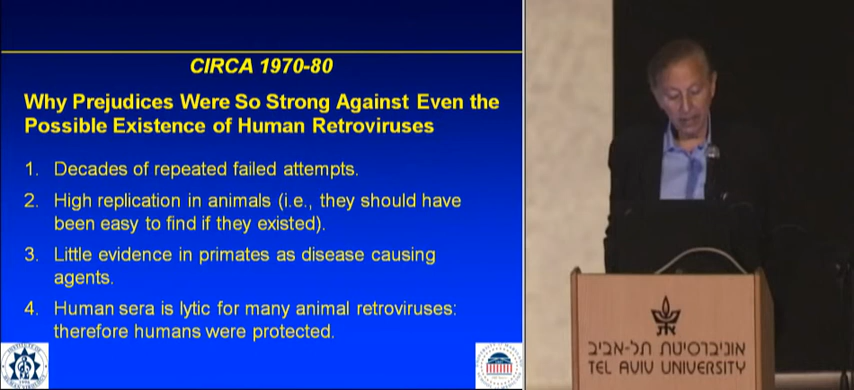 CIRCA 1970-80
Why Prejudices Were So Strong Against Even the
Possible Existence of Human Retroviruses
1. Decades of repeated failed attempts.
2. High replication in animals (i.e., they should have
been easy to find if they existed).
3. Little evidence in primates as disease causing
agents.
4. Human sera is lytic for many animal retroviruses:
therefore humans were protected.
אוניברסיטת תל-אביב
TEL AVIV UNIVERSITY